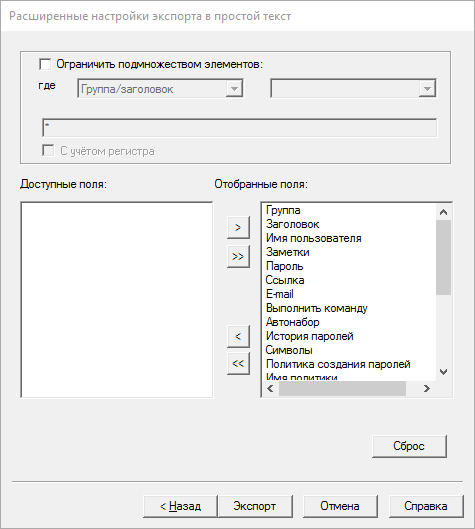 Расширенные настройки экспорта в простой текст
Ограничить подмножеством элементов:
где Группа/заголовок
*
С учётом регистра
Доступные поля: Отобранные поля:
Группа
>
Заголовок
Имя пользователя
>>
Заметки
Пароль
Ссылка
E-mail
Выполнить команду
Автонабор
<
История паролей
Символы
<<
Политика создания паролей
Имя политики
Сброс
< Назад Экспорт Отмена Справка